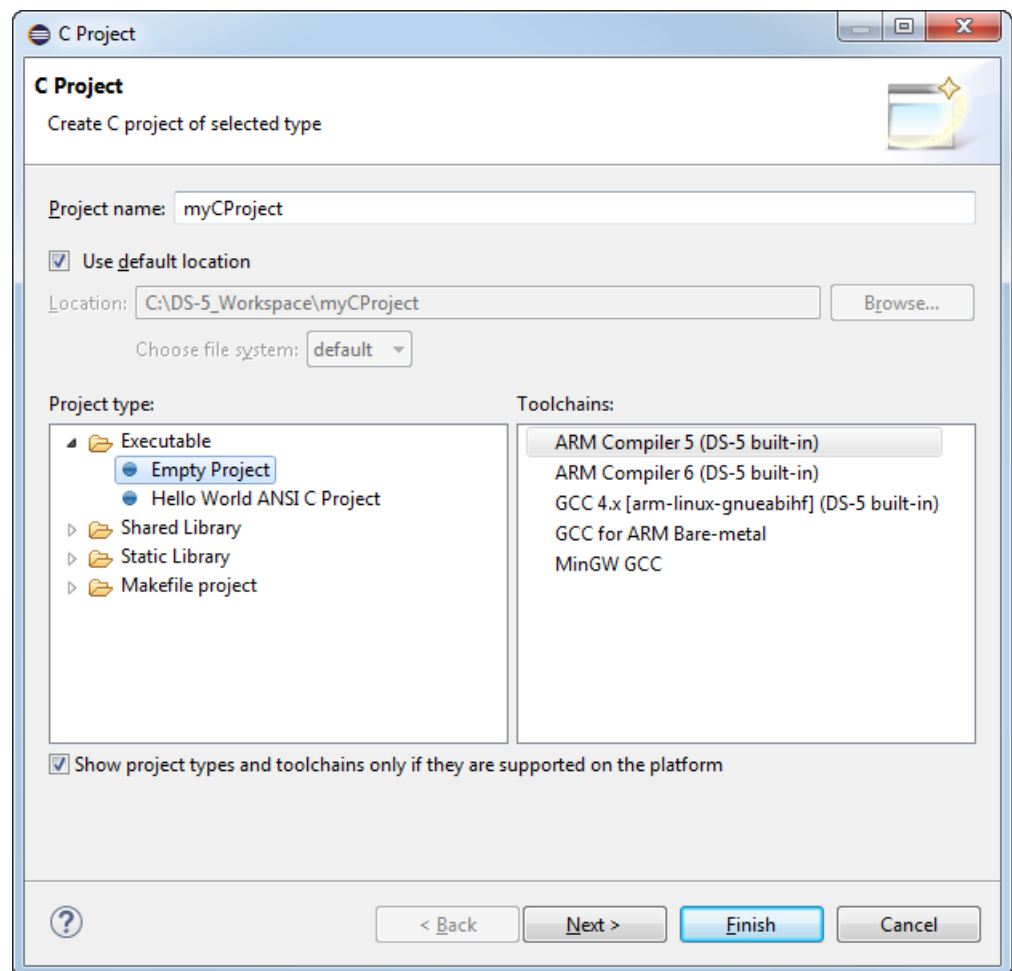 C Project
C Project
Create C project of selected type
Project name: myCProject
Use default location
Location: C:\DS-5_Workspace\myCProject Browse...
Choose file system: default
Project type: Toolchains:
Executable ARM Compiler 5 (DS-5 built-in)
Empty Project ARM Compiler 6 (DS-5 built-in)
Hello World ANSI C Project GCC 4.x [arm-linux-gnueabihf] (DS-5 built-in)
Shared Library GCC for ARM Bare-metal
Static Library MinGW GCC
Makefile project
Show project types and toolchains only if they are supported on the platform
? < Back Next > Finish Cancel